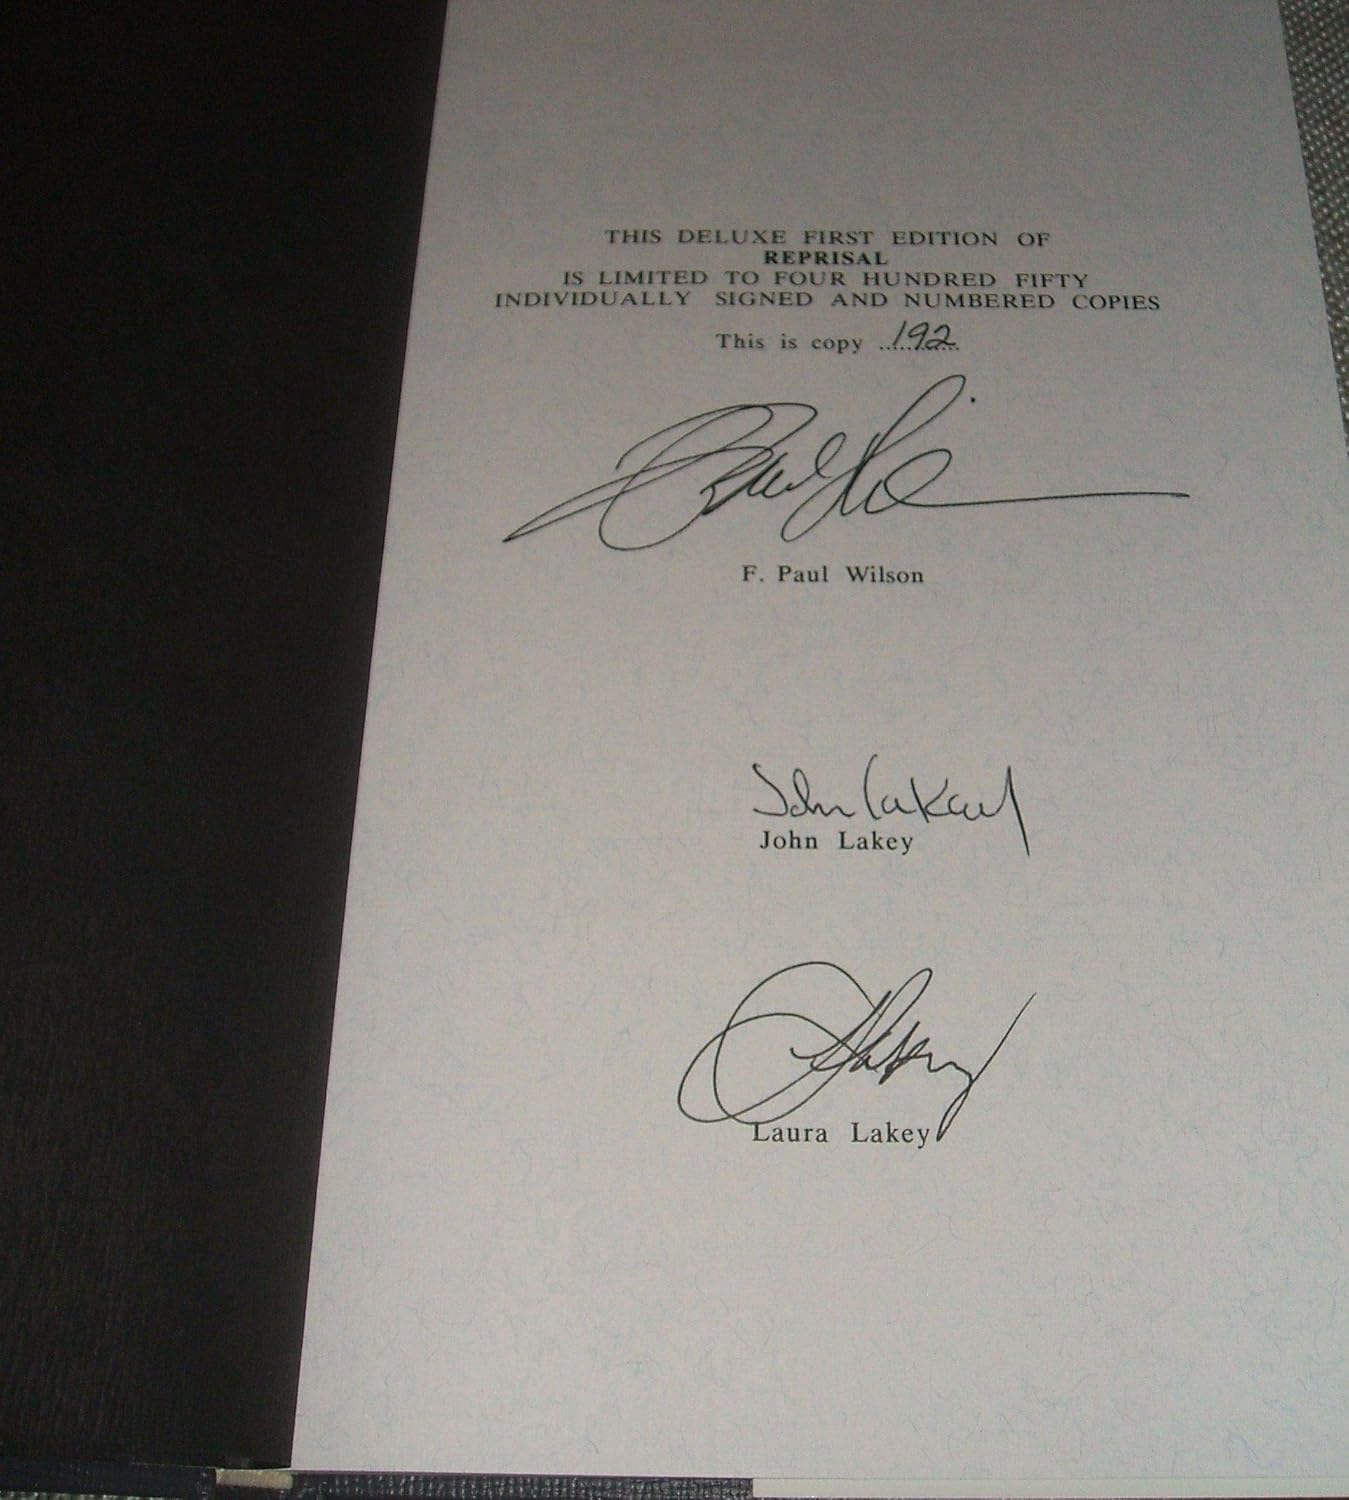 THIS DELUXE FIRST EDITION OF
REPRISAL
IS LIMITED TO FOUR HUNDRED FIFTY
INDIVIDUALLY SIGNED AND NUMBERED COPIES
This is copy ...192...
F. Paul Wilson
John Lakey
John Lakey
Laura Lakey